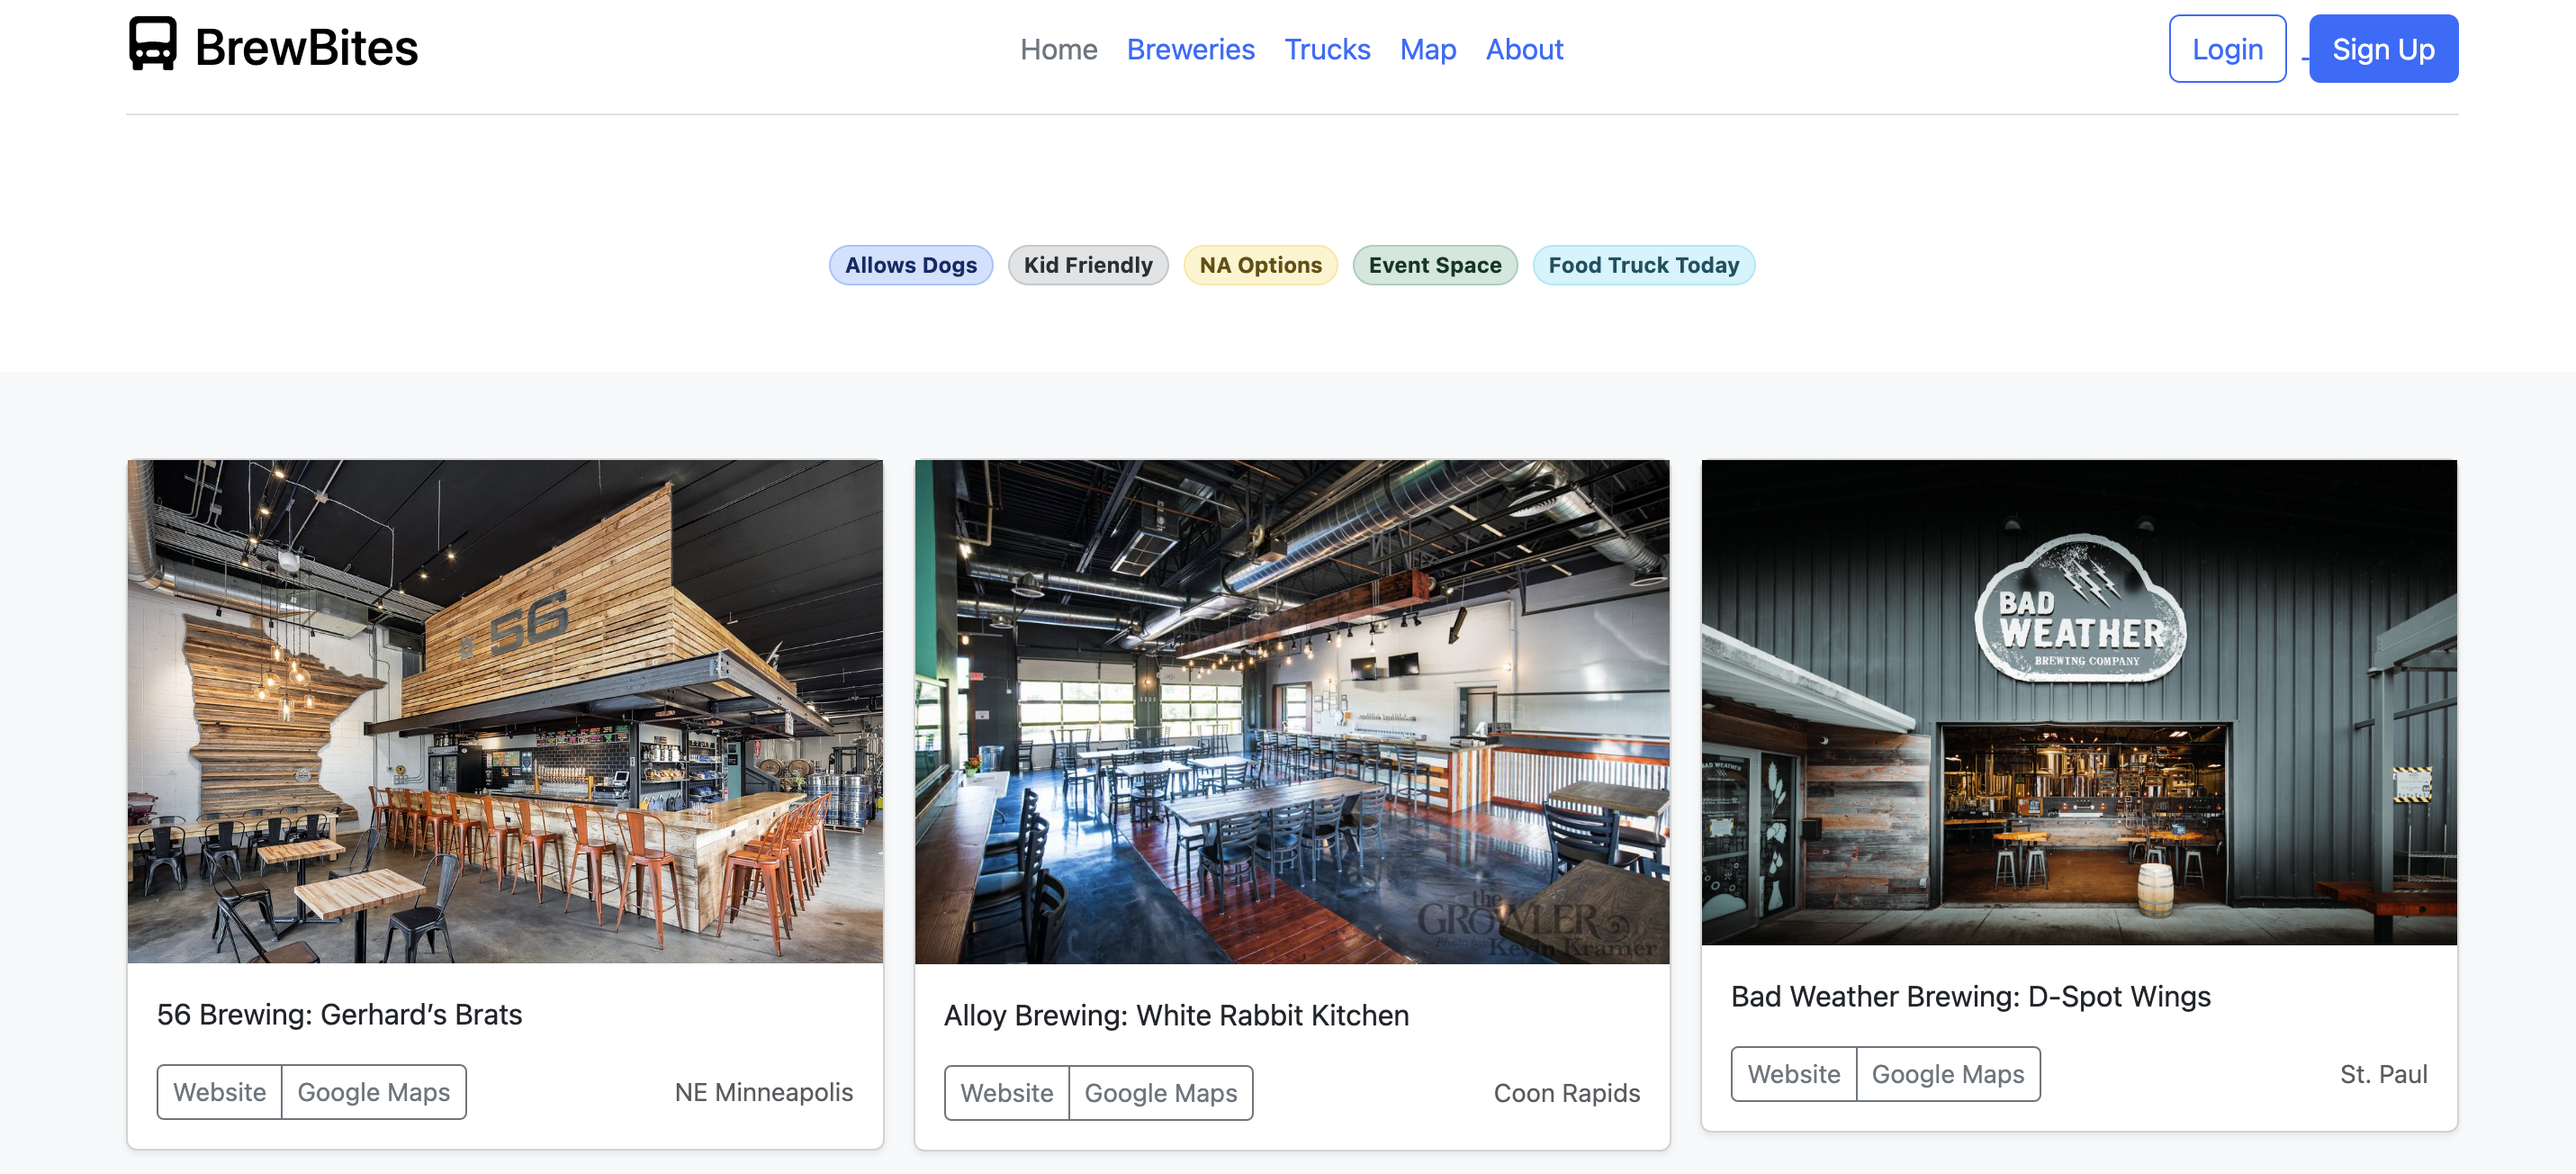 BrewBites
Home Breweries Trucks Map About
Login Sign Up
Allows Dogs Kid Friendly NA Options Event Space Food Truck Today
56
BAD
WEATHER
BREWING COMPANY
BAD WEATHER
the
GROWLER
Photo by
Kevin Kramer
56 Brewing: Gerhard’s Brats
Website Google Maps NE Minneapolis
Alloy Brewing: White Rabbit Kitchen
Website Google Maps Coon Rapids
Bad Weather Brewing: D-Spot Wings
Website Google Maps St. Paul